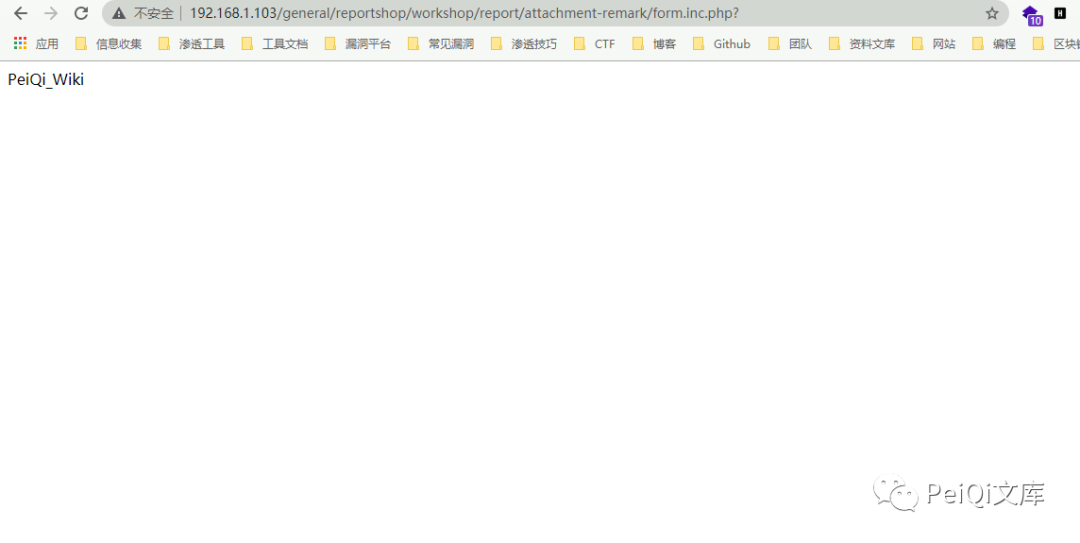 不安全 192.168.1.103/general/reportshop/workshop/report/attachment-remark/form.inc.php?
10 H
应用 信息收集 渗透工具 工具文档 漏洞平台 常见漏洞 渗透技巧 CTF 博客 Github 团队 资料文库 网站 编程 区块链
PeiQi_Wiki
PeiQi文库